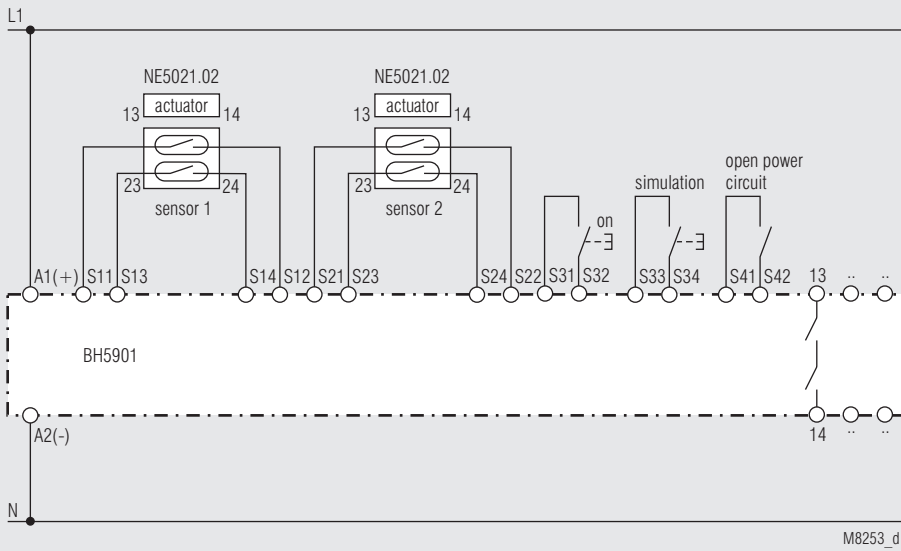 L1
NE5021.02
NE5021.02
13 actuator 14
13 actuator 14
23 24
23 24
sensor 1
sensor 2
on
simulation
open power
circuit
A1(+) S11 S13 S14 S12 S21 S23 S24 S22 S31 S32 S33 S34 S41 S42 13 .. ..
BH5901
A2(-) 14 .. ..
N
M8253_d